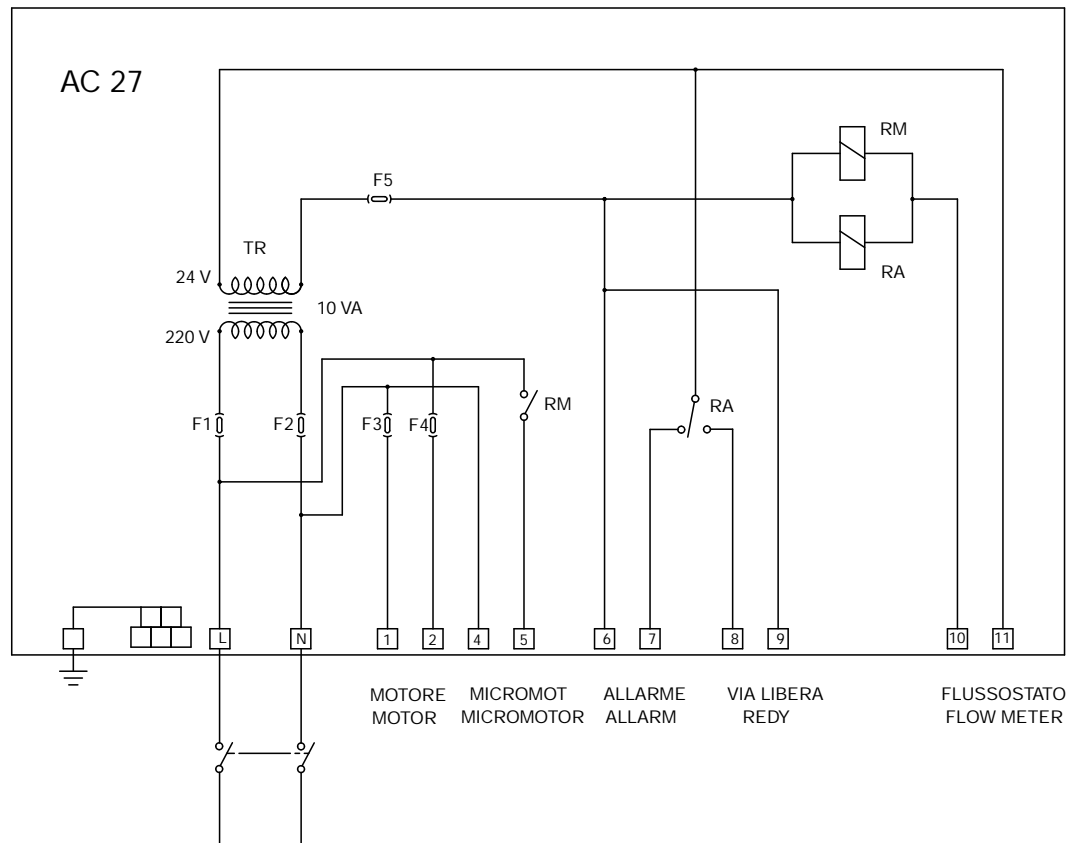 AC 27
RM
F5
TR
RA
24 V
10 VA
220 V
RM
RA
F1
F2
F3
F4
L
N
1
2
4
5
6
7
8
9
10
11
MOTORE
MOTOR
MICROMOT
MICROMOTOR
ALLARME
ALLARM
VIA LIBERA
REDY
FLUSSOSTATO
FLOW METER